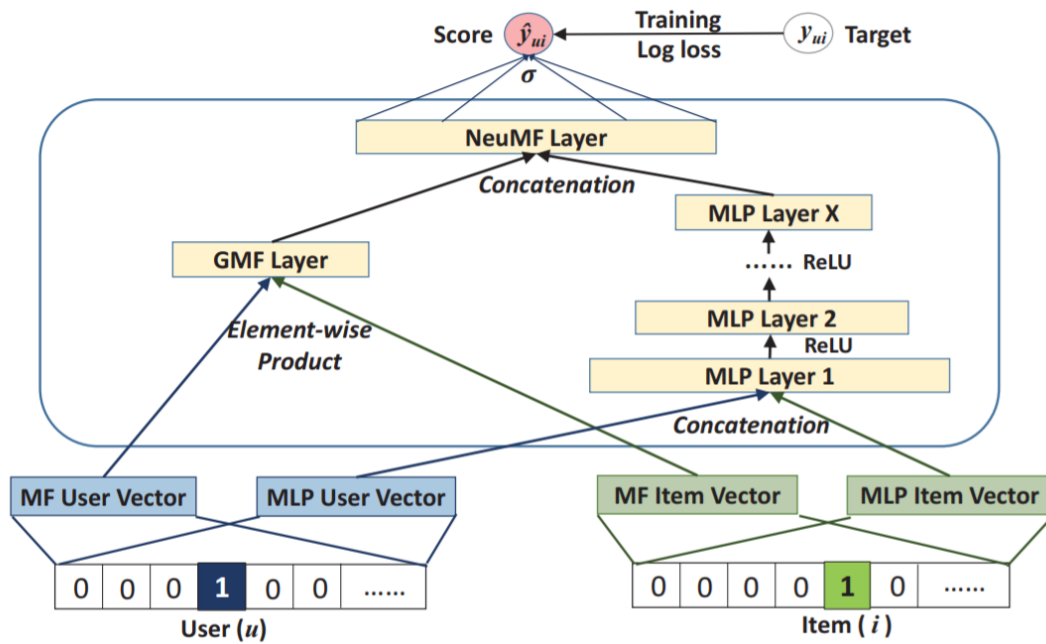 Score ŷui Training yui Target
Log loss
σ
NeuMF Layer
Concatenation
MLP Layer X
GMF Layer
...... ReLU
Element-wise
Product
MLP Layer 2
ReLU
MLP Layer 1
Concatenation
MF User Vector MLP User Vector MF Item Vector MLP Item Vector
0 0 0 1 0 0 ...... 0 0 0 0 1 0 ......
User (u) Item ( i )